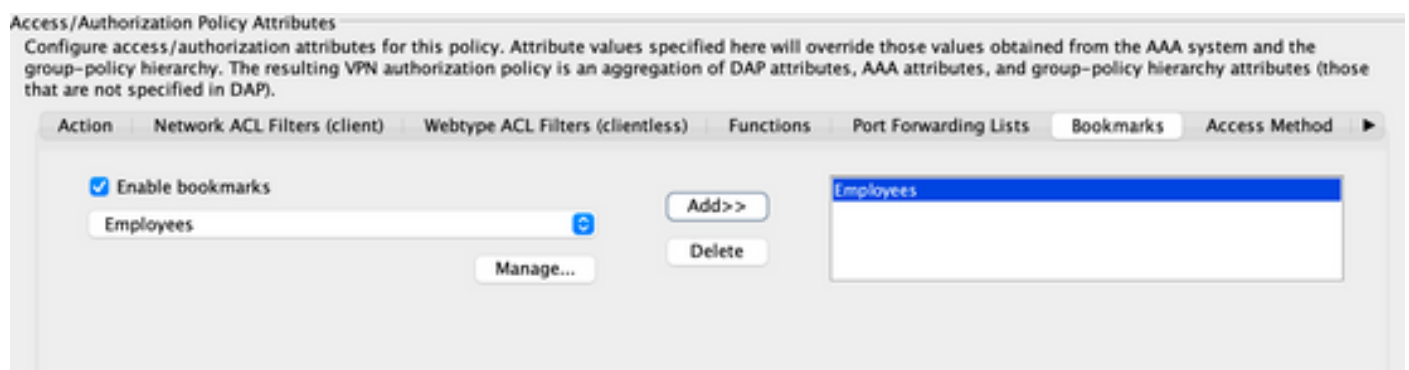 Access/Authorization Policy Attributes
Configure access/authorization attributes for this policy. Attribute values specified here will override those values obtained from the AAA system and the
group-policy hierarchy. The resulting VPN authorization policy is an aggregation of DAP attributes, AAA attributes, and group-policy hierarchy attributes (those
that are not specified in DAP).
Action Network ACL Filters (client) Webtype ACL Filters (clientless) Functions Port Forwarding Lists Bookmarks Access Method
Enable bookmarks
Employees
Manage...
Add>>
Delete
Employees